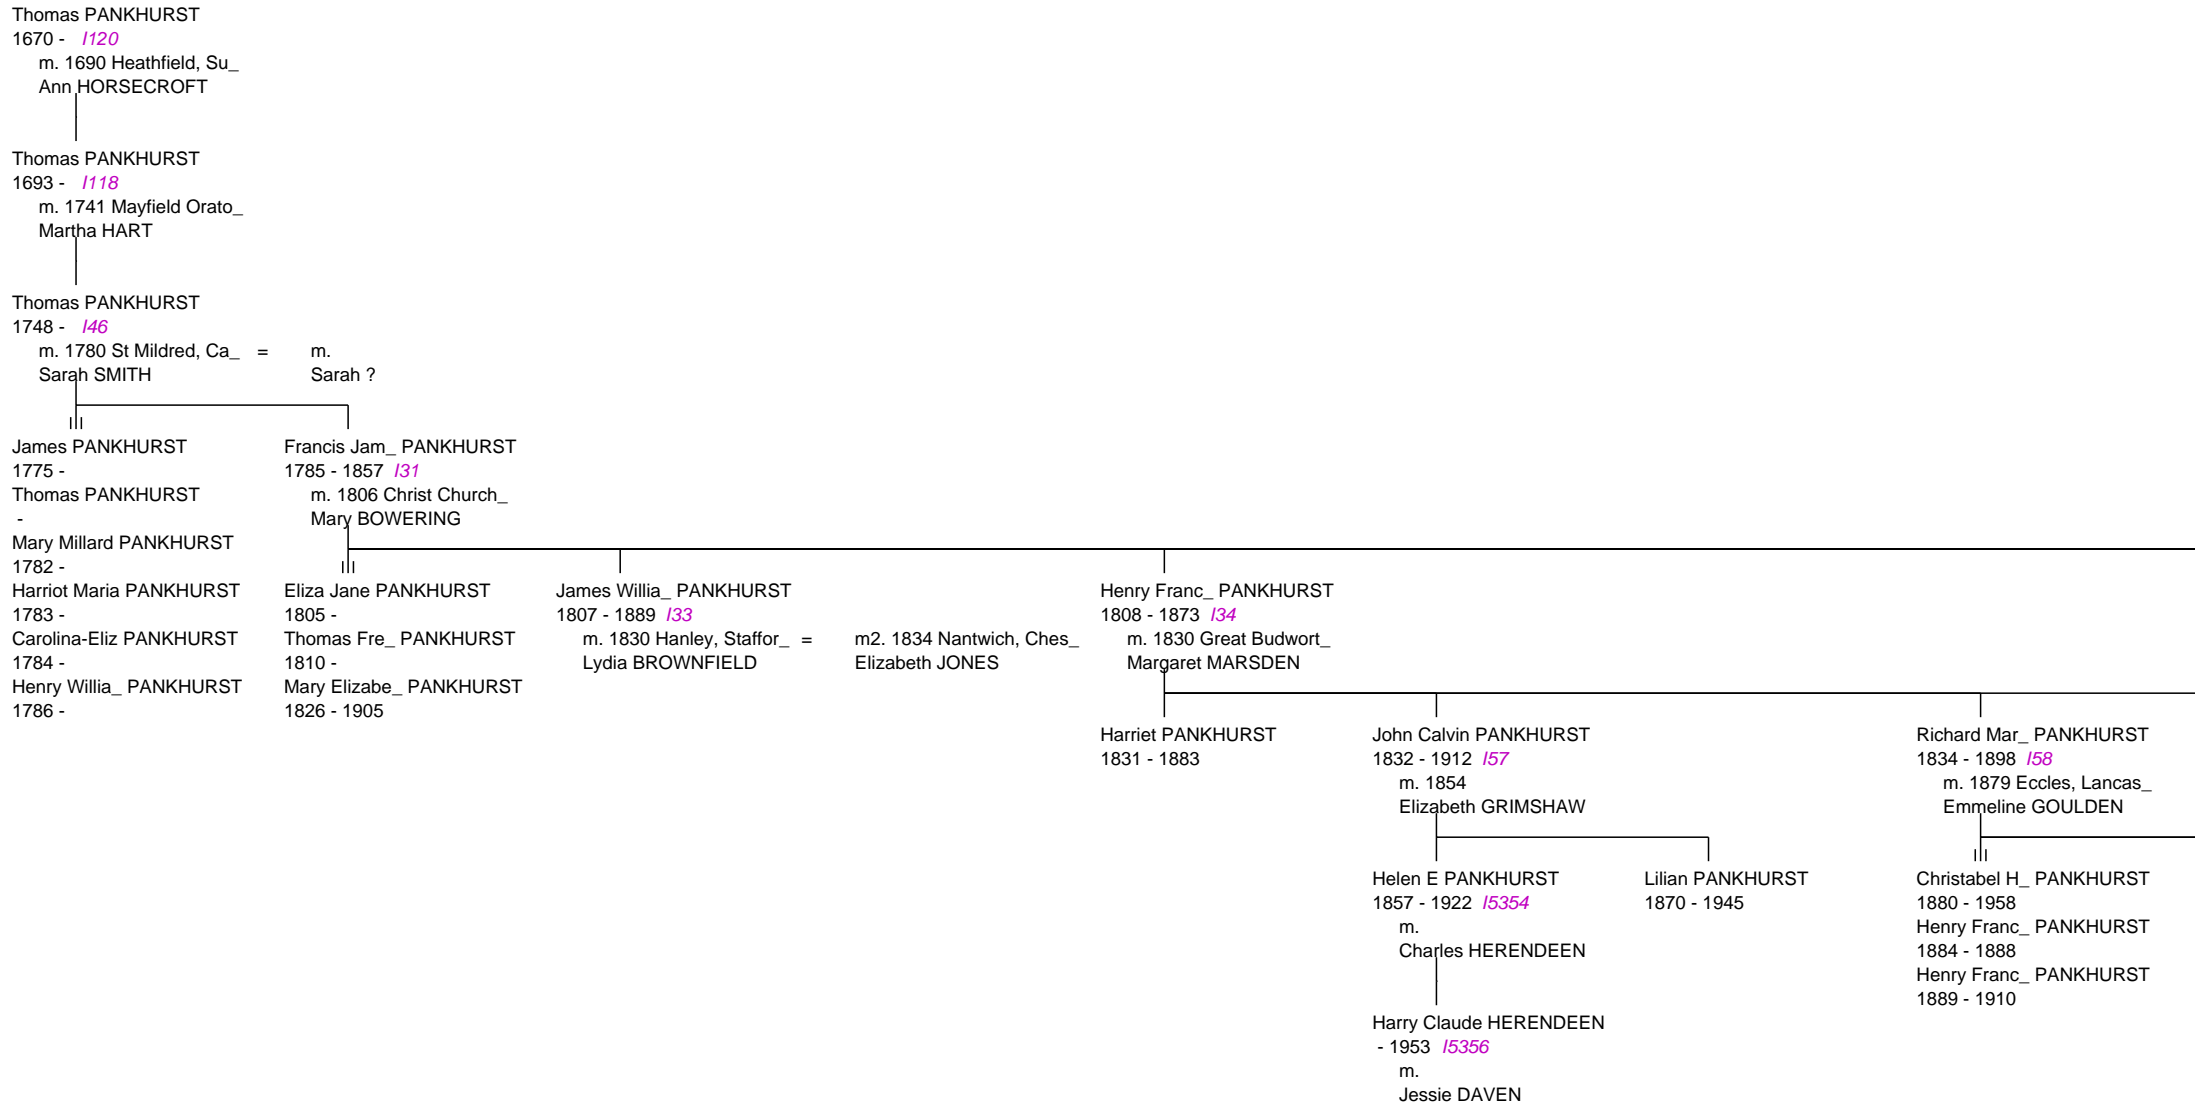 Thomas PANKHURST
1670 - I120
m. 1690 Heathfield, Su_
Ann HORSECROFT
Thomas PANKHURST
1693 - I118
m. 1741 Mayfield Orato_
Martha HART
Thomas PANKHURST
1748 - I46
m. 1780 St Mildred, Ca_ = m.
Sarah SMITH Sarah ?
James PANKHURST
1775 -
Thomas PANKHURST
-
Mary Millard PANKHURST
1782 -
Harriot Maria PANKHURST
1783 -
Carolina-Eliz PANKHURST
1784 -
Henry Willia_ PANKHURST
1786 -
Francis Jam_ PANKHURST
1785 - 1857 I31
m. 1806 Christ Church_
Mary BOWERING
Eliza Jane PANKHURST
1805 -
Thomas Fre_ PANKHURST
1810 -
Mary Elizabe_ PANKHURST
1826 - 1905
James Willia_ PANKHURST
1807 - 1889 I33
m. 1830 Hanley, Staffor_ = m2. 1834 Nantwich, Ches_
Lydia BROWNFIELD Elizabeth JONES
Henry Franc_ PANKHURST
1808 - 1873 I34
m. 1830 Great Budwort_
Margaret MARSDEN
Harriet PANKHURST
1831 - 1883
John Calvin PANKHURST
1832 - 1912 I57
m. 1854
Elizabeth GRIMSHAW
Helen E PANKHURST
1857 - 1922 I5354
m.
Charles HERENDEEN
Harry Claude HERENDEEN
- 1953 I5356
m.
Jessie DAVEN
Lilian PANKHURST
1870 - 1945
Richard Mar_ PANKHURST
1834 - 1898 I58
m. 1879 Eccles, Lancas_
Emmeline GOULDEN
Christabel H_ PANKHURST
1880 - 1958
Henry Franc_ PANKHURST
1884 - 1888
Henry Franc_ PANKHURST
1889 - 1910